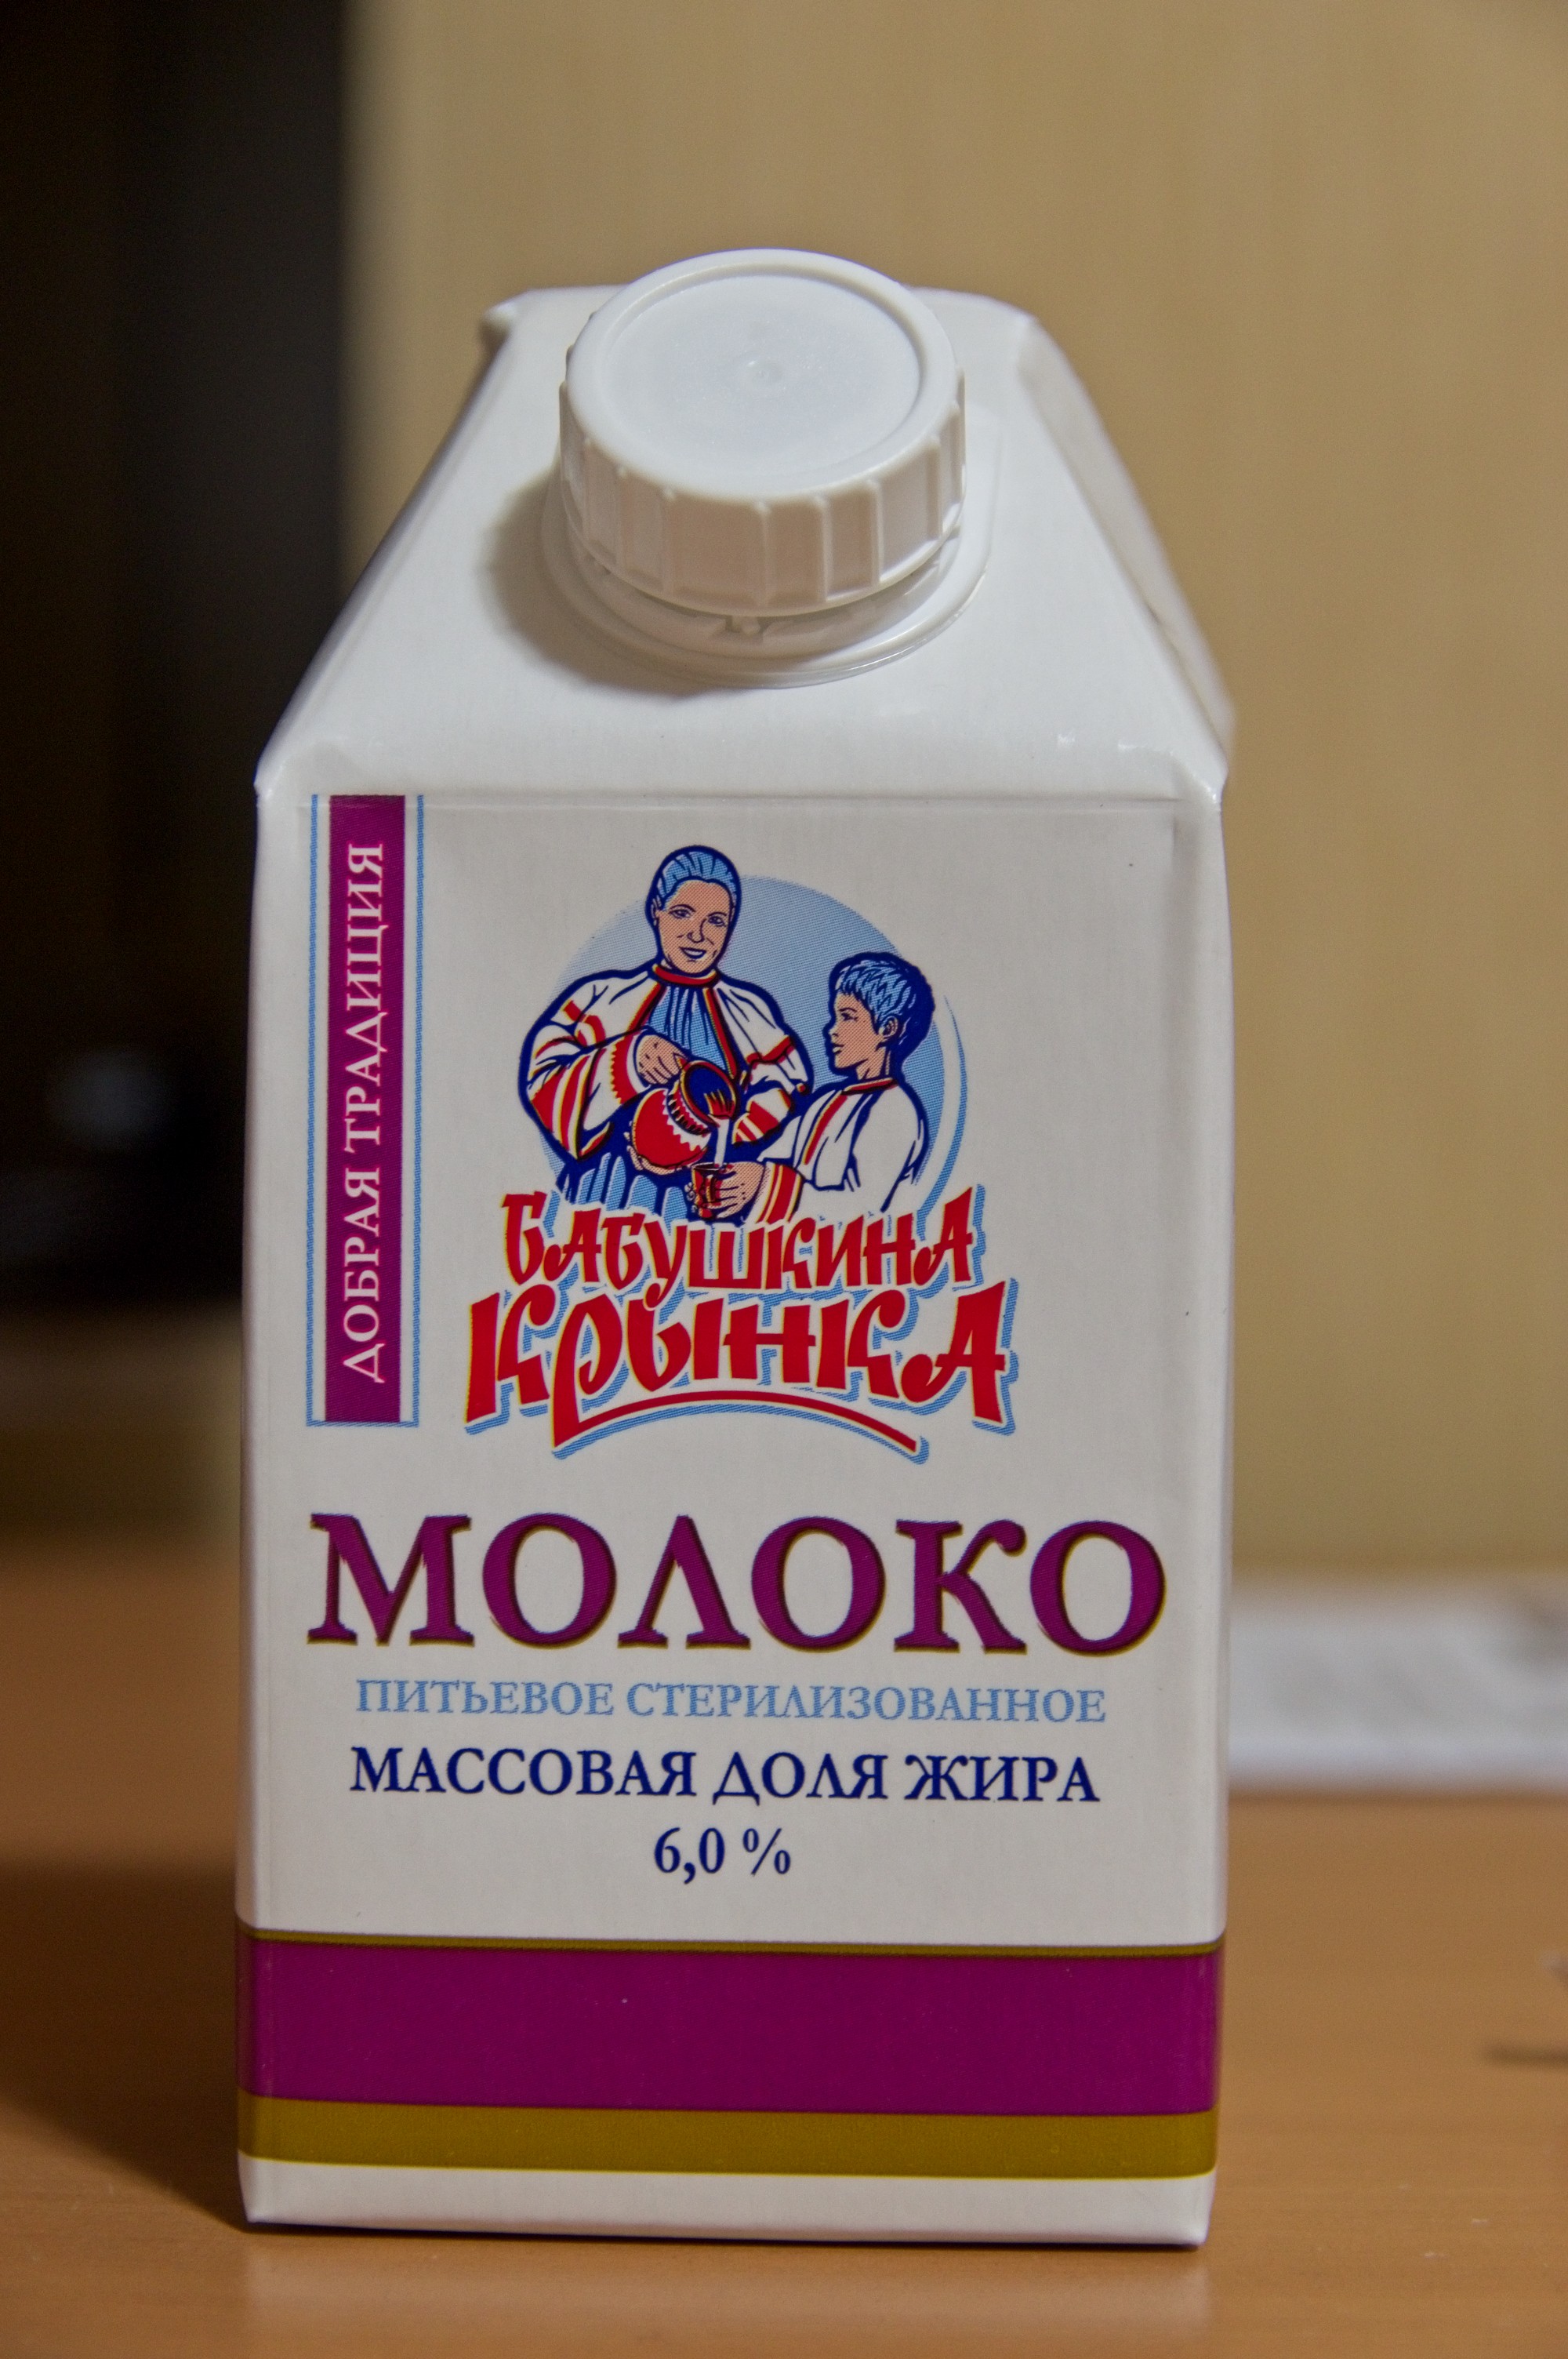 ДОБРАЯ ТРАДИЦИЯ
БАБУШКИНА
КРЫНКА
МОЛОКО
ПИТЬЕВОЕ СТЕРИЛИЗОВАННОЕ
МАССОВАЯ ДОЛЯ ЖИРА
6,0 %